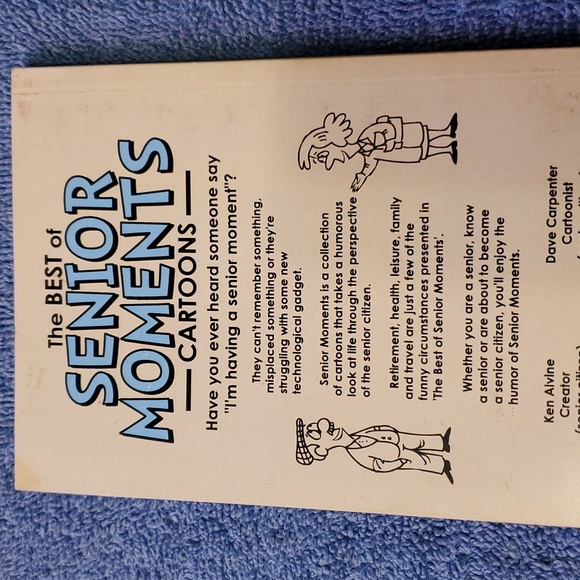 The BEST of
SENIOR
MOMENTS
CARTOONS
Have you ever heard someone say
"I'm having a senior moment"?
They can't remember something,
misplaced something or they're
struggling with some new
technological gadget.
Senior Moments is a collection
of cartoons that takes a humorous
look at life through the perspective
of the senior citizen.
Retirement, health, leisure, family
and travel are just a few of the
funny circumstances presented in
'The Best of Senior Moments'.
Whether you are a senior, know
a senior or are about to become
a senior citizen, you'll enjoy the
humor of Senior Moments.
Ken Alvine
Creator
Dave Carpenter
Cartoonist